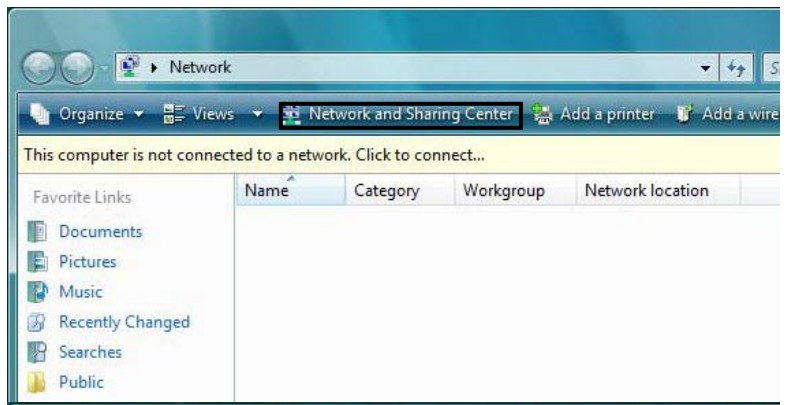 Network
Organize Views Network and Sharing Center Add a printer Add a wire
This computer is not connected to a network. Click to connect...
Favorite Links
Name Category Workgroup Network location
Documents
Pictures
Music
Recently Changed
Searches
Public